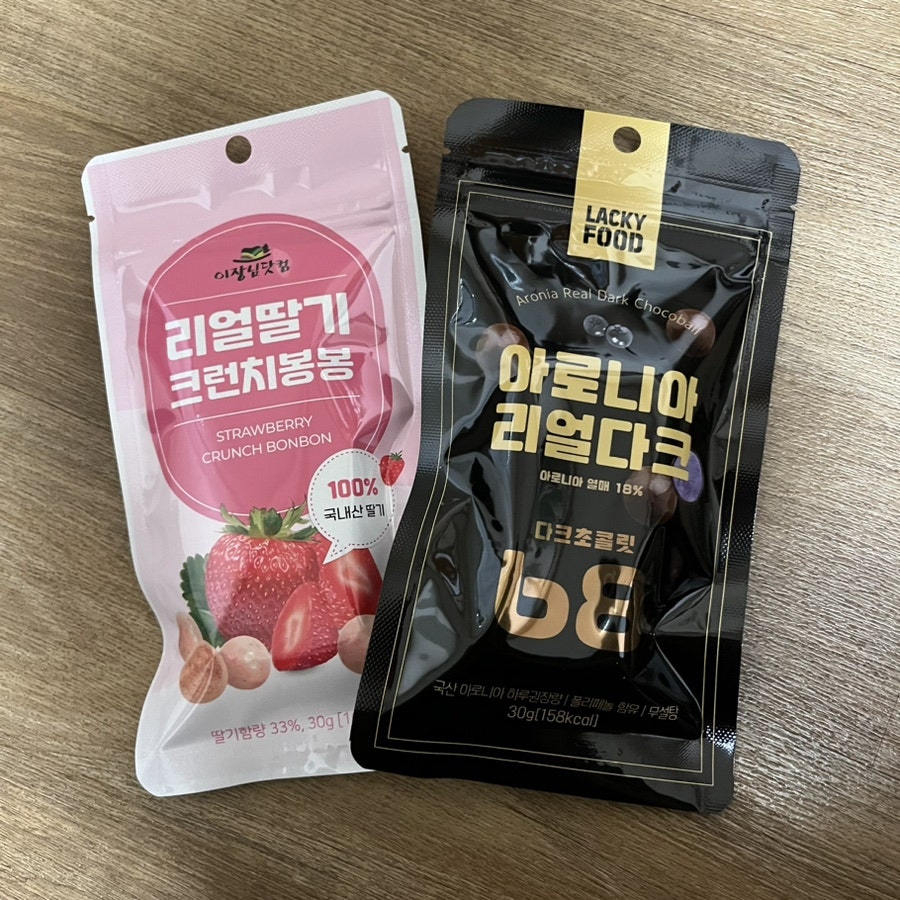 이장님닷컴
리얼딸기
크런치봉봉
STRAWBERRY
CRUNCH BONBON
100%
국내산 딸기
딸기함량 33%, 30g [1
LACKY
FOOD
Aronia Real Dark Chocoball
아로니아
리얼다크
아로니아 열매 18%
다크초콜릿
68
국산 아로니아 하루권장량 / 폴리페놀 함유 / 무설탕
30g[158kcal]